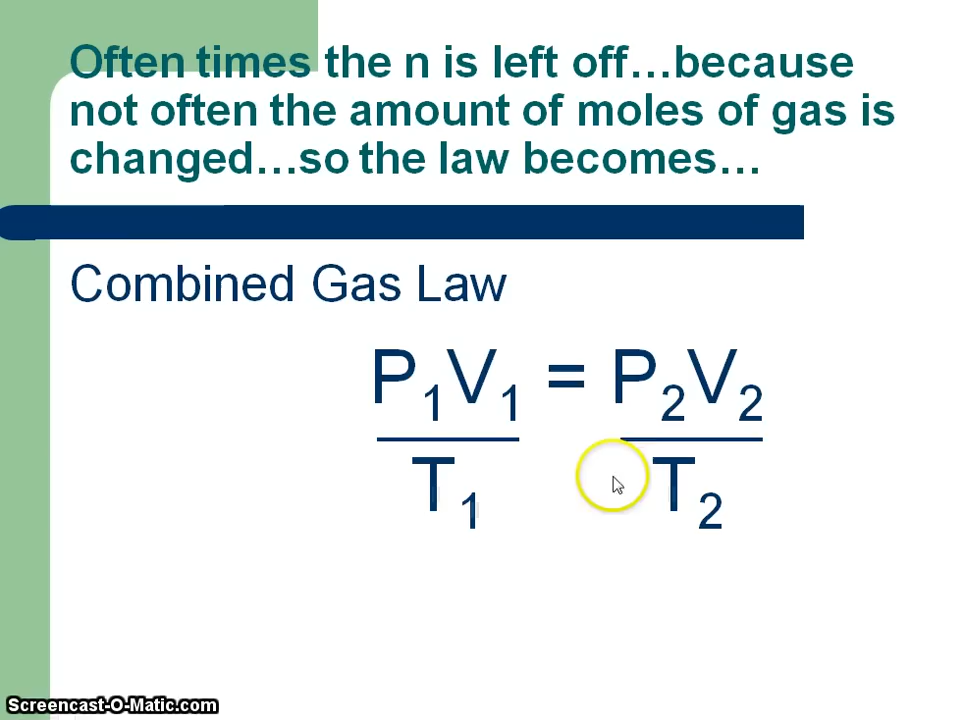 Often times the n is left off…because
not often the amount of moles of gas is
changed…so the law becomes…
Combined Gas Law
P₁V₁ = P₂V₂
T₁ T₂
Screencast-O-Matic.com